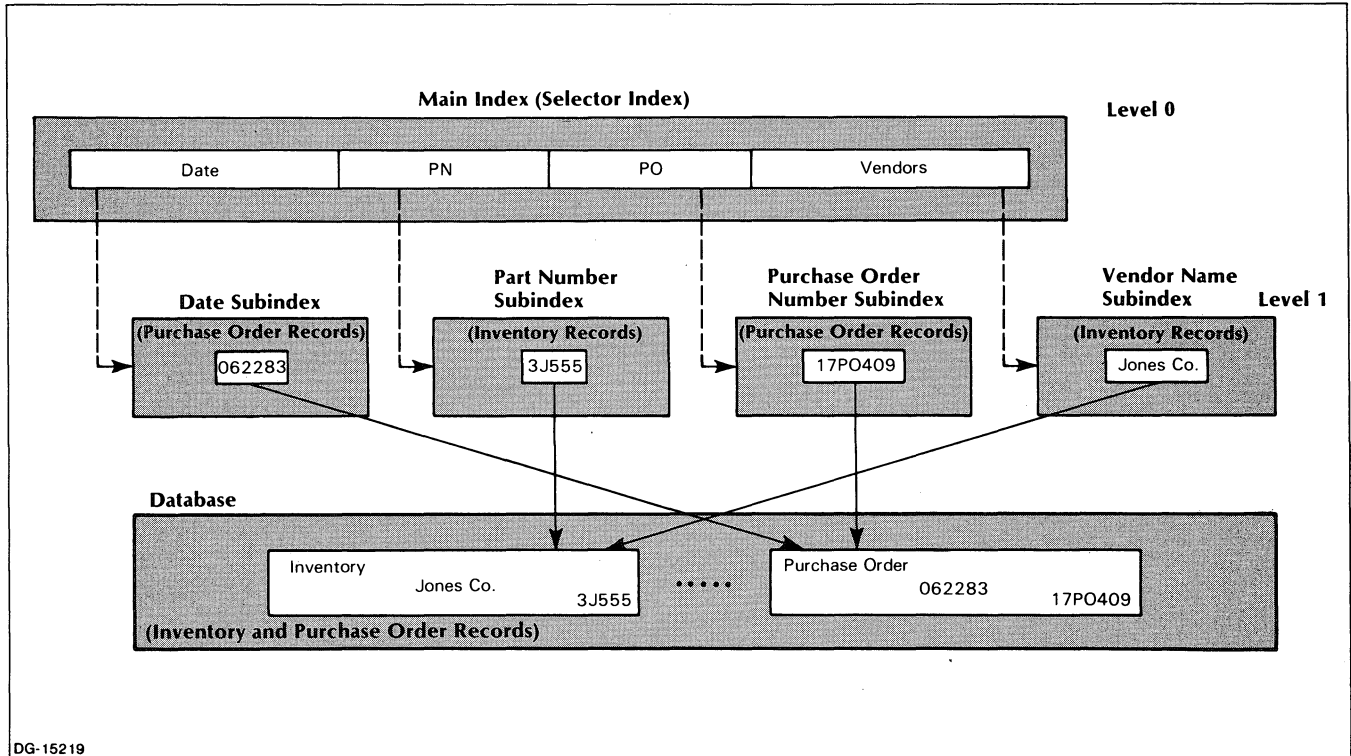 Main Index (Selector Index)
Level 0
Date
PN
PO
Vendors
Date Subindex
Part Number
Subindex
Purchase Order
Number Subindex
Vendor Name
Subindex
Level 1
(Purchase Order Records)
062283
(Inventory Records)
3J555
(Purchase Order Records)
17PO409
(Inventory Records)
Jones Co.
Database
Inventory
Jones Co.
3J555
Purchase Order
062283
17PO409
(Inventory and Purchase Order Records)
DG-15219